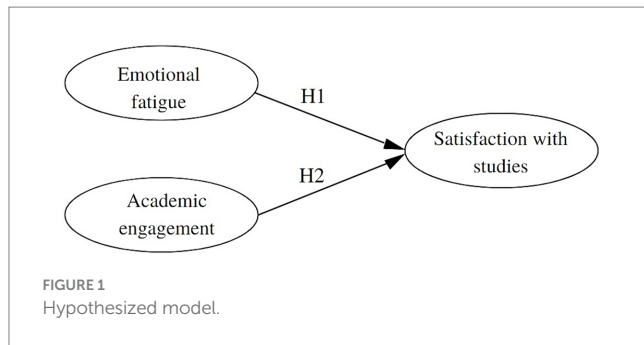 Emotional
fatigue
H1
Satisfaction with
studies
H2
Academic
engagement
FIGURE 1
Hypothesized model.